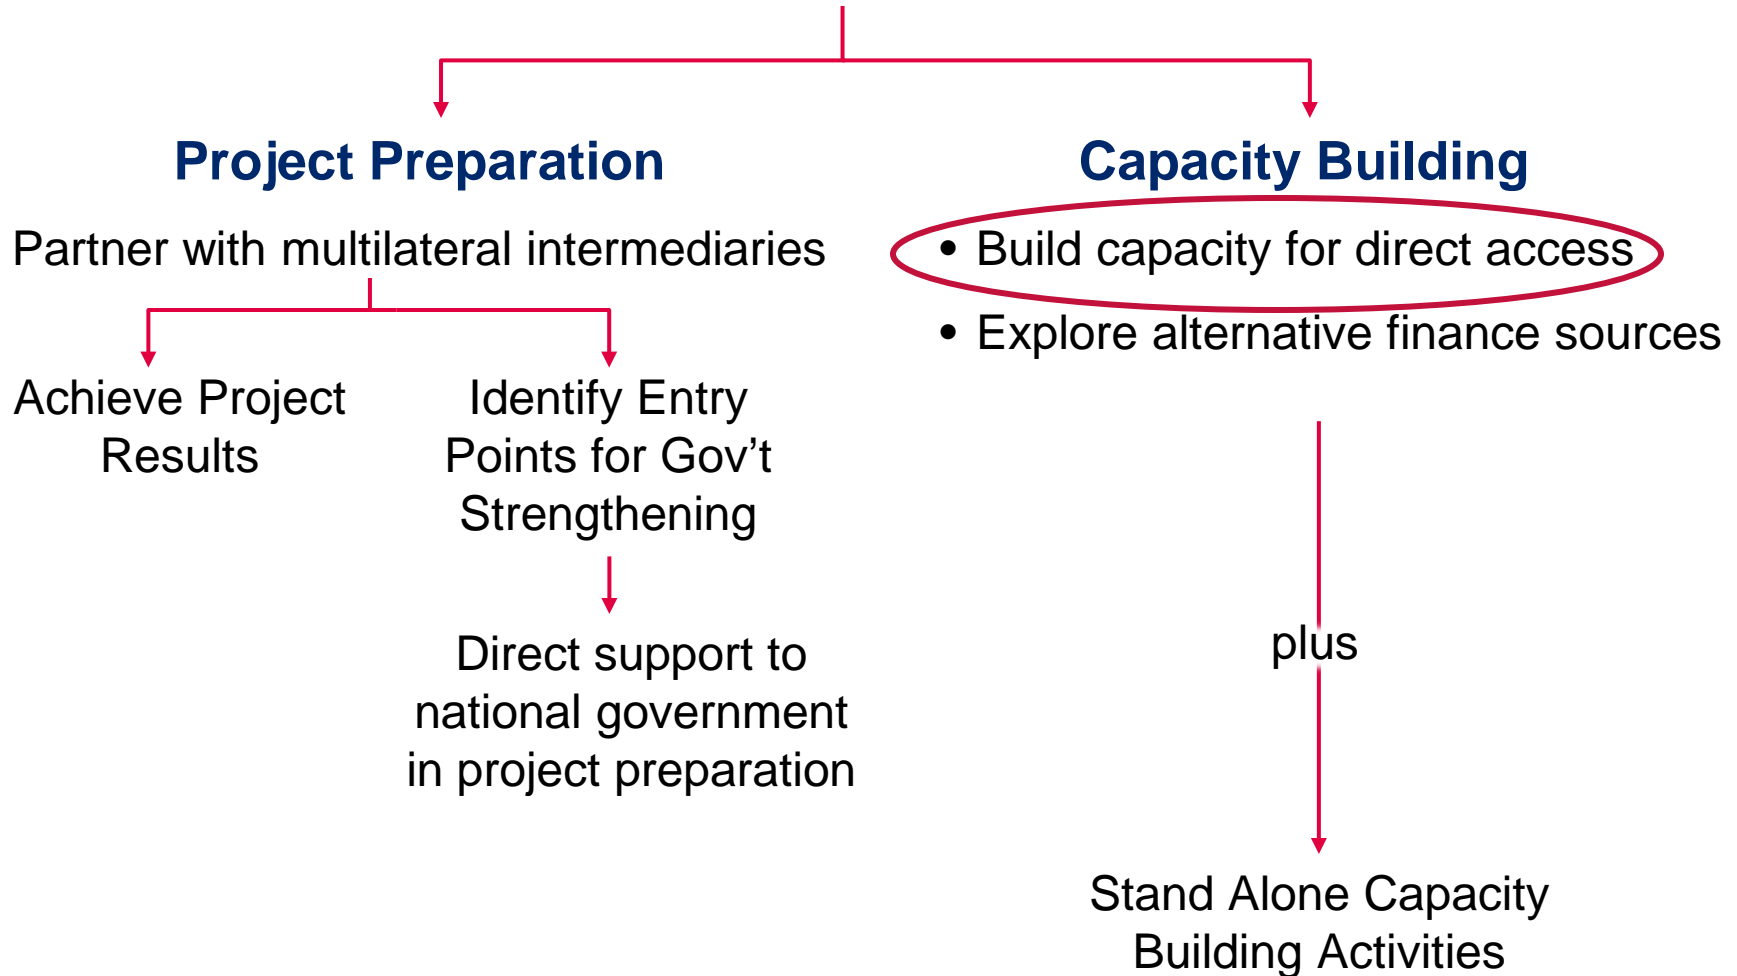 Project Preparation
Partner with multilateral intermediaries
Achieve Project
Results
Identify Entry
Points for Gov’t
Strengthening
Direct support to
national government
in project preparation
Capacity Building
• Build capacity for direct access
• Explore alternative finance sources
plus
Stand Alone Capacity
Building Activities